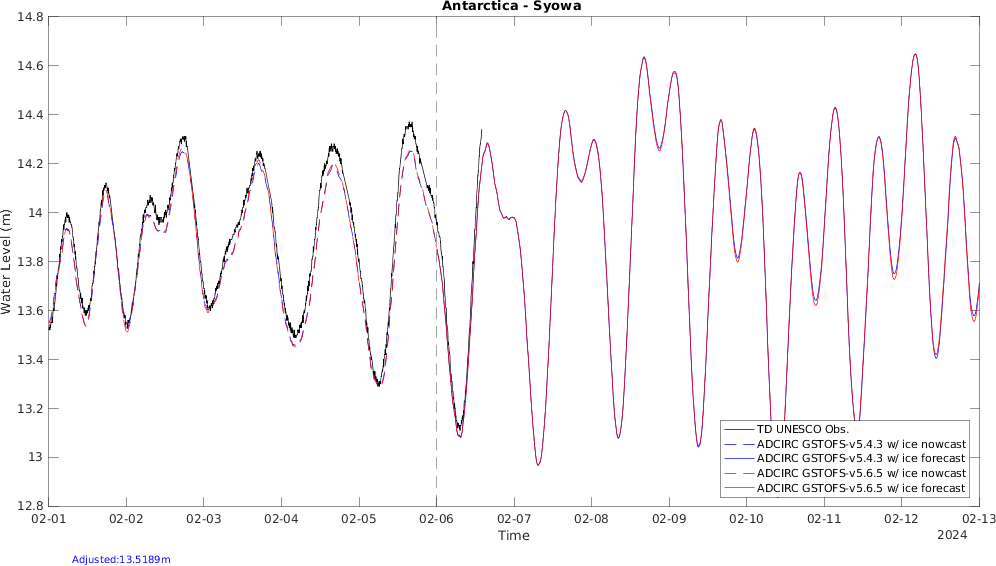 Antarctica - Syowa
14.8
14.6
14.4
14.2
14
13.8
13.6
13.4
13.2
13
12.8
Water Level (m)
TD UNESCO Obs.
ADCIRC GSTOFS-v5.4.3 w/ ice nowcast
ADCIRC GSTOFS-v5.4.3 w/ ice forecast
ADCIRC GSTOFS-v5.6.5 w/ ice nowcast
ADCIRC GSTOFS-v5.6.5 w/ ice forecast
02-01 02-02 02-03 02-04 02-05 02-06 02-07 02-08 02-09 02-10 02-11 02-12 02-13
Time
2024
Adjusted:13.5189m